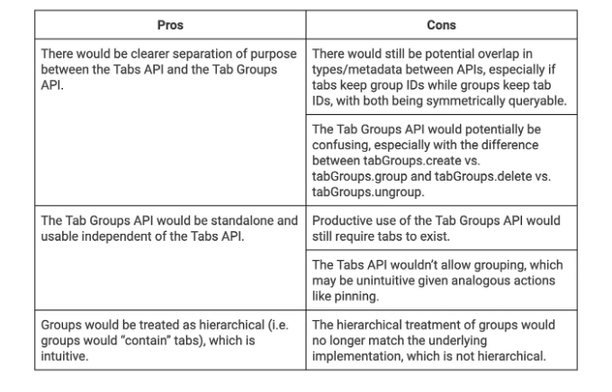 Pros
Cons
There would be clearer separation of purpose
between the Tabs API and the Tab Groups
API.
There would still be potential overlap in
types/metadata between APIs, especially if
tabs keep group IDs while groups keep tab
IDs, with both being symmetrically queryable.
The Tab Groups API would potentially be
confusing, especially with the difference
between tabGroups.create vs.
tabGroups.group and tabGroups.delete vs.
tabGroups.ungroup.
The Tab Groups API would be standalone and
usable independent of the Tabs API.
Productive use of the Tab Groups API would
still require tabs to exist.
The Tabs API wouldn’t allow grouping, which
may be unintuitive given analogous actions
like pinning.
Groups would be treated as hierarchical (i.e.
groups would “contain” tabs), which is
intuitive.
The hierarchical treatment of groups would
no longer match the underlying
implementation, which is not hierarchical.